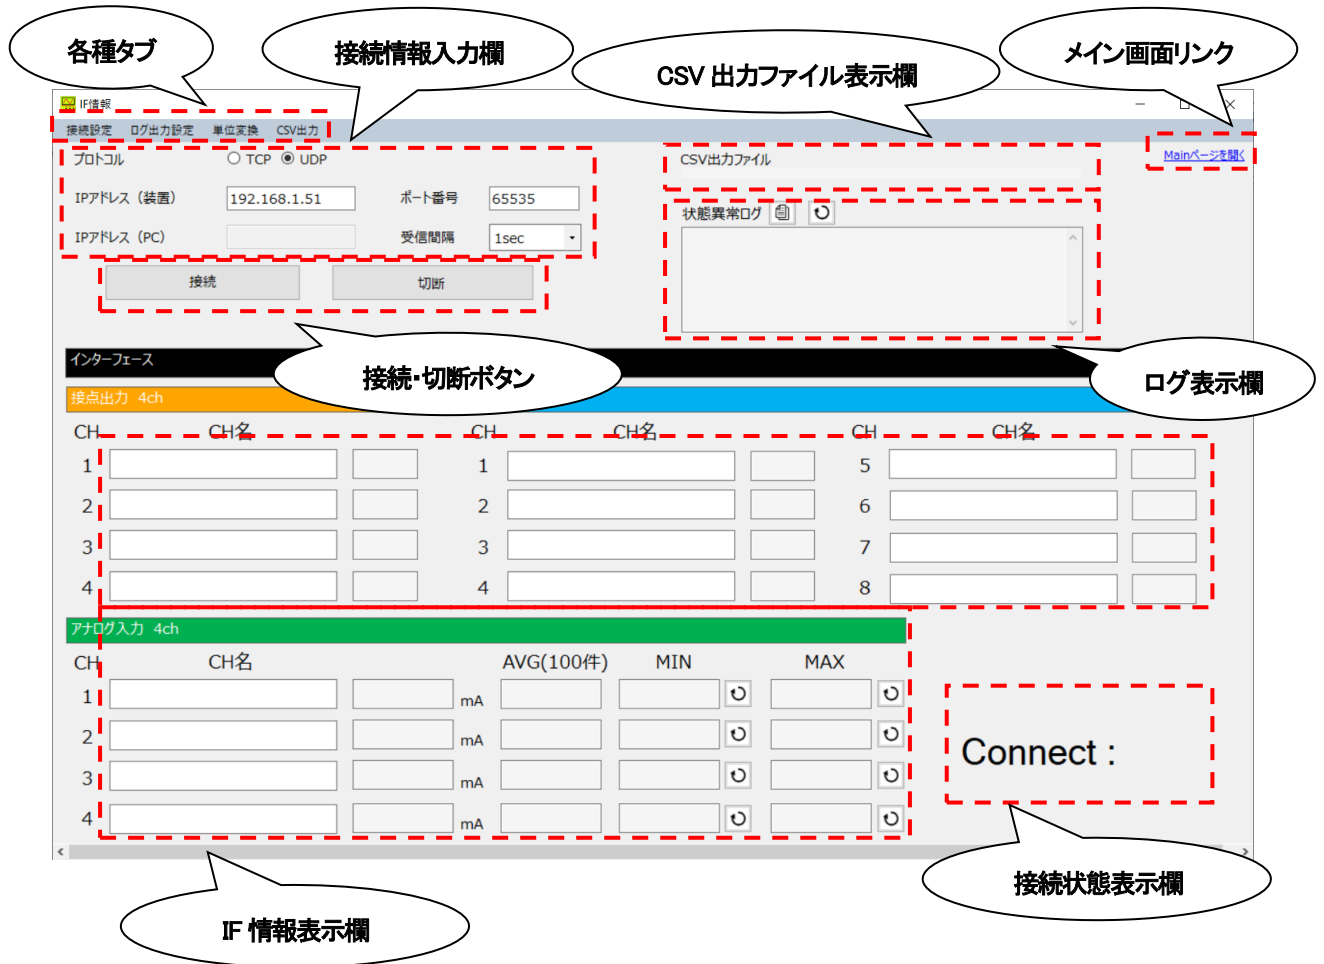 各種タブ
接続情報入力欄
CSV 出力ファイル表示欄
メイン画面リンク
IF情報
接続設定 ログ出力設定 単位変換 CSV出力
プロトコル TCP UDP
CSV出力ファイル
Mainページを開く
IPアドレス（装置） 192.168.1.51 ポート番号 65535
状態異常ログ
IPアドレス（PC） 受信間隔 1sec
接続 切断
インターフェース
接続・切断ボタン
ログ表示欄
接点出力 4ch
CH CH名 CH CH名 CH CH名
1 1 5
2 2 6
3 3 7
4 4 8
アナログ入力 4ch
CH CH名 AVG(100件) MIN MAX
1 mA
2 mA
3 mA
4 mA
Connect :
接続状態表示欄
IF 情報表示欄